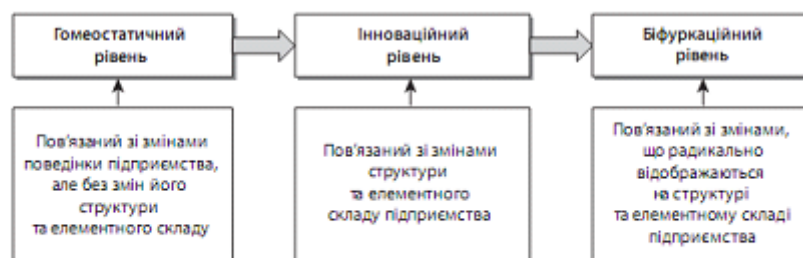 Гомеостатичний
рівень
Інноваційний
рівень
Біфуркаційний
рівень
Пов'язаний зі змінами
поведінки підприємства,
але без змін його
структури
та елементного складу
Пов'язаний зі змінами
структури
та елементного
складу підприємства
Пов'язаний зі змінами,
що радикально
відображаються
на структурі
та елементному складі
підприємства